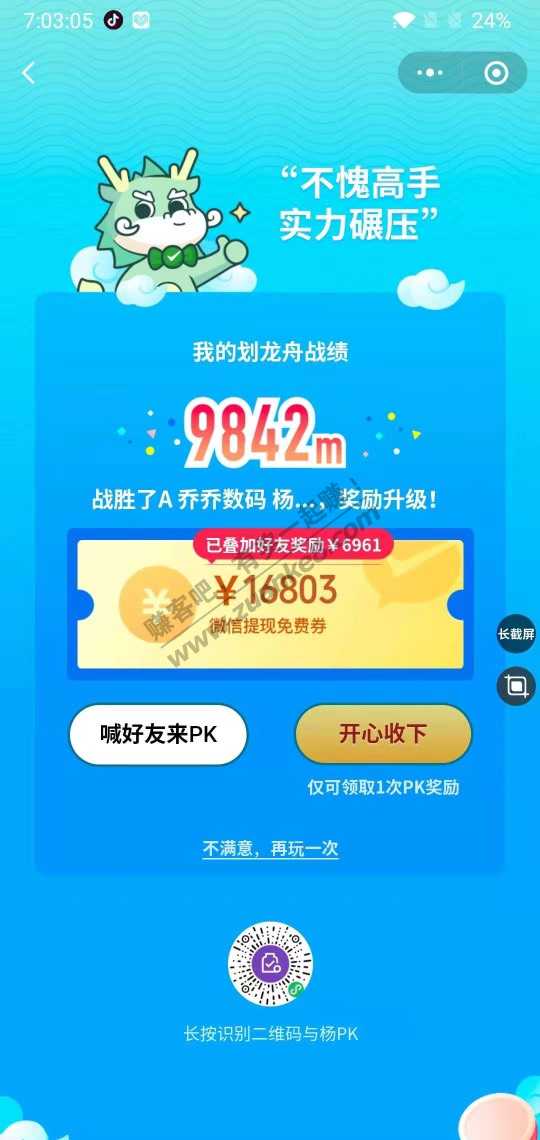 7:03:05
24%
“不愧高手
实力碾压”
我的划龙舟战绩
9842m
战胜了A 乔乔数码 杨...，奖励升级！
已叠加好友奖励￥6961
￥16803
微信提现免费券
赚客吧，有多一起赚！
www.zuanke8.com
长截屏
喊好友来PK
开心收下
仅可领取1次PK奖励
不满意，再玩一次
长按识别二维码与杨PK